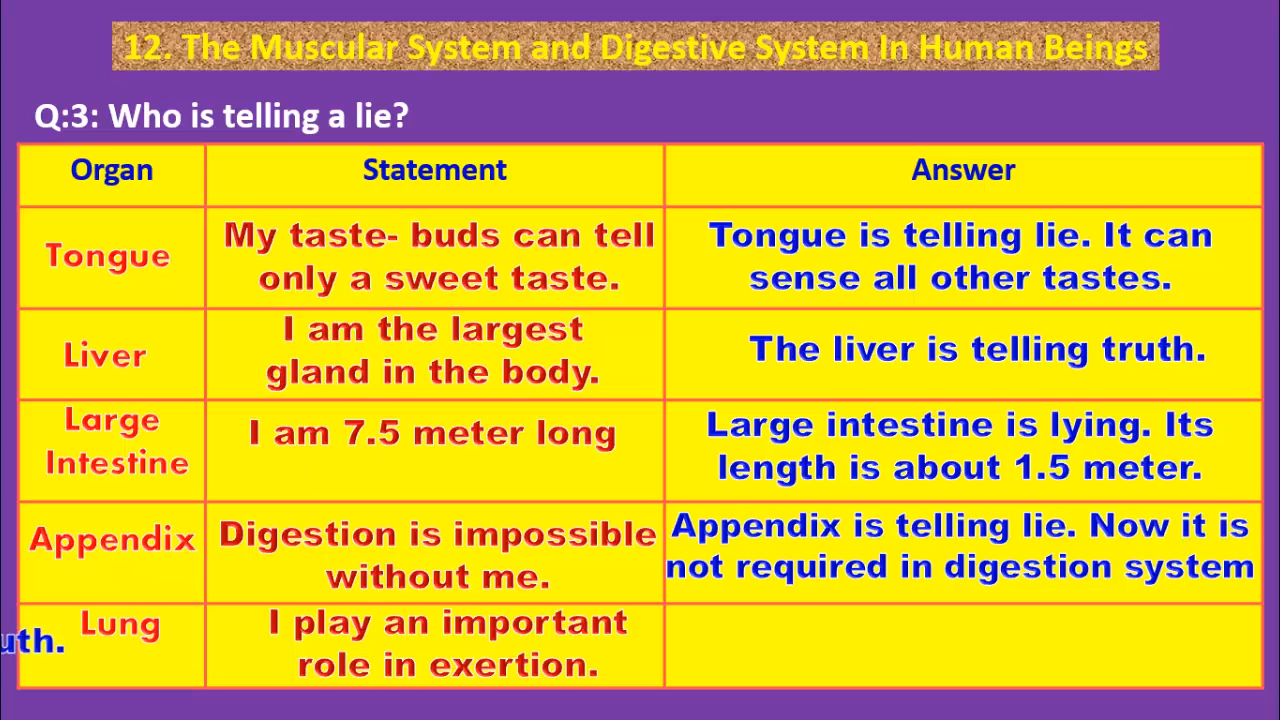 12. The Muscular System and Digestive System In Human Beings
Q:3: Who is telling a lie?
Organ
Statement
Answer
Tongue
My taste- buds can tell
only a sweet taste.
Tongue is telling lie. It can
sense all other tastes.
Liver
I am the largest
gland in the body.
The liver is telling truth.
Large
Intestine
I am 7.5 meter long
Large intestine is lying. Its
length is about 1.5 meter.
Appendix
Digestion is impossible
without me.
Appendix is telling lie. Now it is
not required in digestion system
Lung
I play an important
role in exertion.
uth.